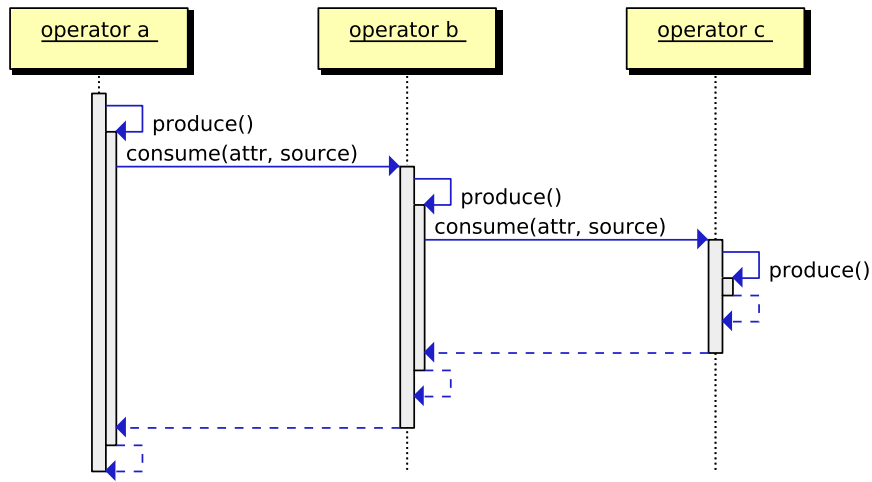 operator a
operator b
operator c
produce()
consume(attr, source)
produce()
consume(attr, source)
produce()